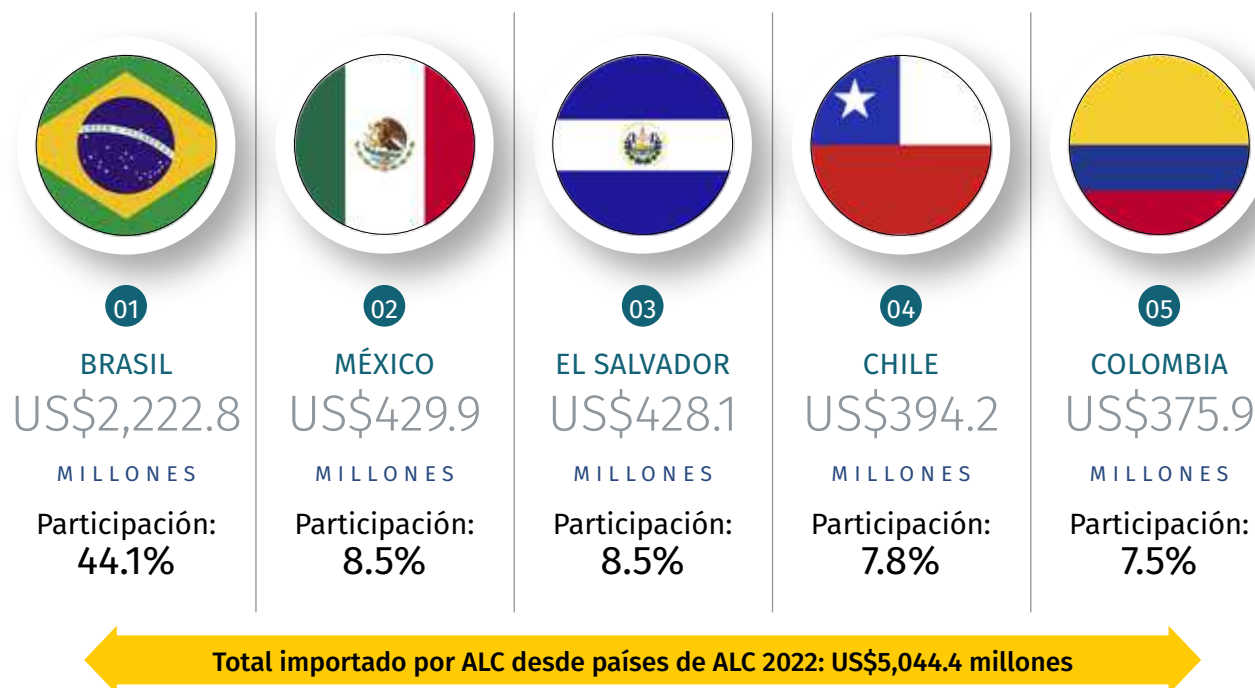 01
BRASIL
US$2,222.8
MILLONES
Participación:
44.1%
02
MÉXICO
US$429.9
MILLONES
Participación:
8.5%
03
EL SALVADOR
US$428.1
MILLONES
Participación:
8.5%
04
CHILE
US$394.2
MILLONES
Participación:
7.8%
05
COLOMBIA
US$375.9
MILLONES
Participación:
7.5%
Total importado por ALC desde países de ALC 2022: US$5,044.4 millones